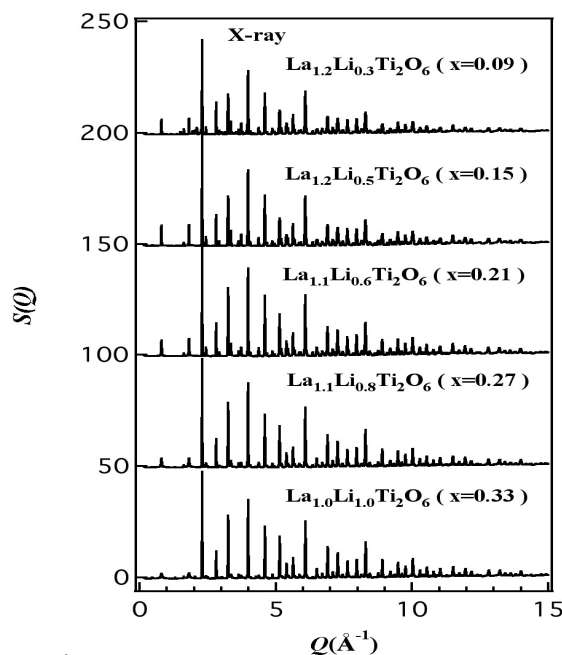 250
X-ray
La1.2Li0.3Ti2O6 ( x=0.09 )
200
La1.2Li0.5Ti2O6 ( x=0.15 )
150
La1.1Li0.6Ti2O6 ( x=0.21 )
S(Q)
100
La1.1Li0.8Ti2O6 ( x=0.27 )
50
La1.0Li1.0Ti2O6 ( x=0.33 )
0
0 5 10 15
Q(Å-1)